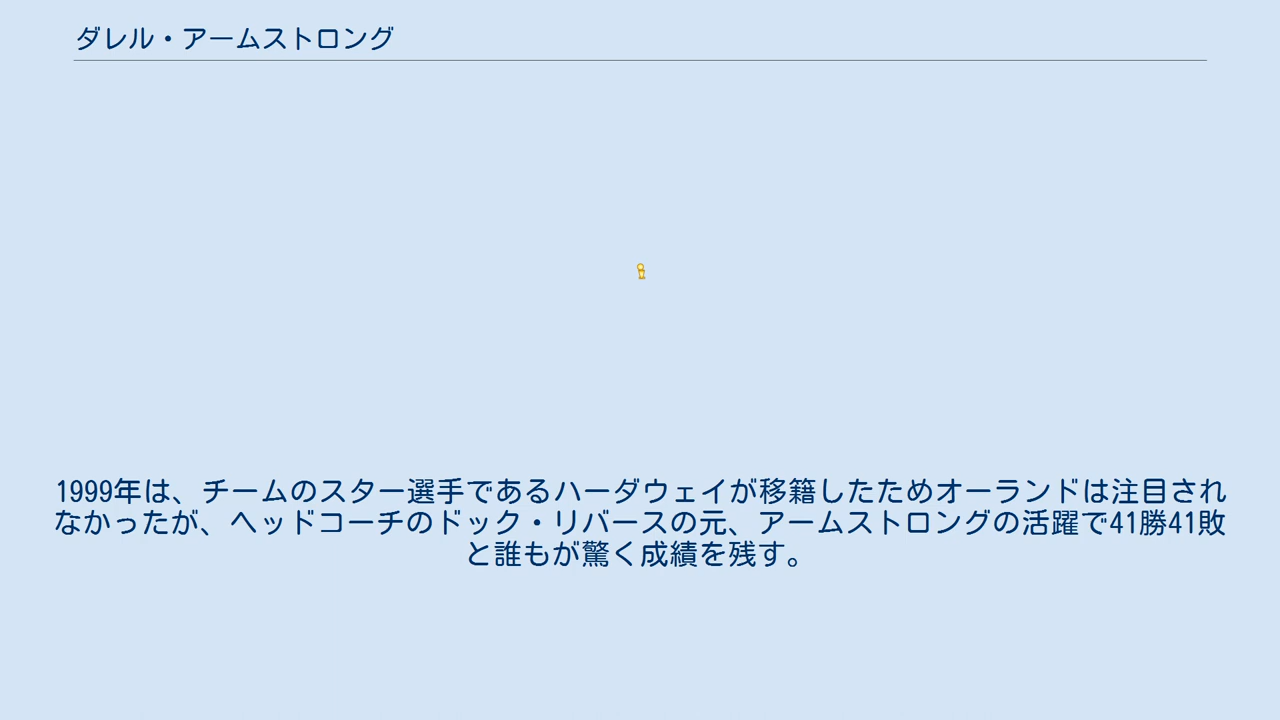 ダレル・アームストロング
1999年は、チームのスター選手であるハーダウェイが移籍したためオーランドは注目され
なかったが、ヘッドコーチのドック・リバースの元、アームストロングの活躍で41勝41敗
と誰もが驚く成績を残す。